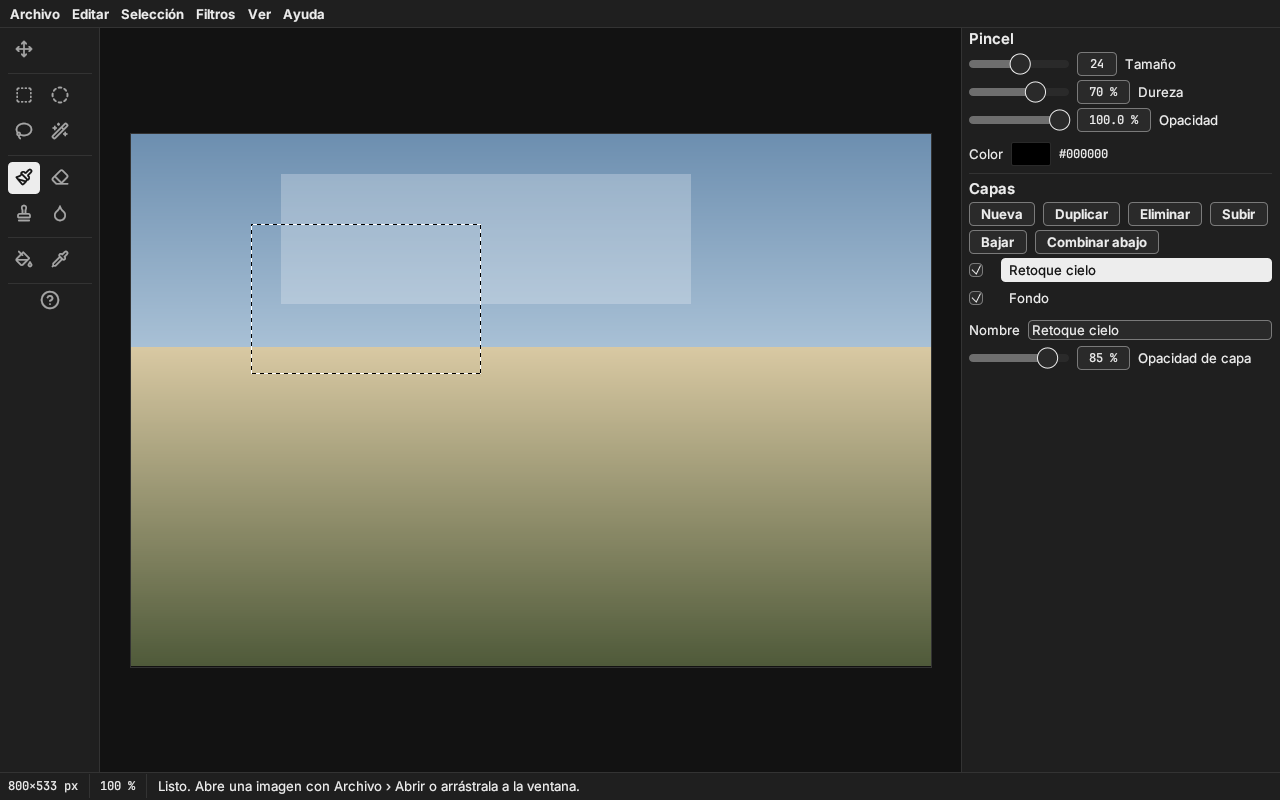 Archivo Editar Selección Filtros Ver Ayuda
Pincel
24 Tamaño
70 % Dureza
100.0 % Opacidad
Color #000000
Capas
Nueva Duplicar Eliminar Subir
Bajar Combinar abajo
Retoque cielo
Fondo
Nombre Retoque cielo
85 % Opacidad de capa
800×533 px 100 % Listo. Abre una imagen con Archivo › Abrir o arrástrala a la ventana.